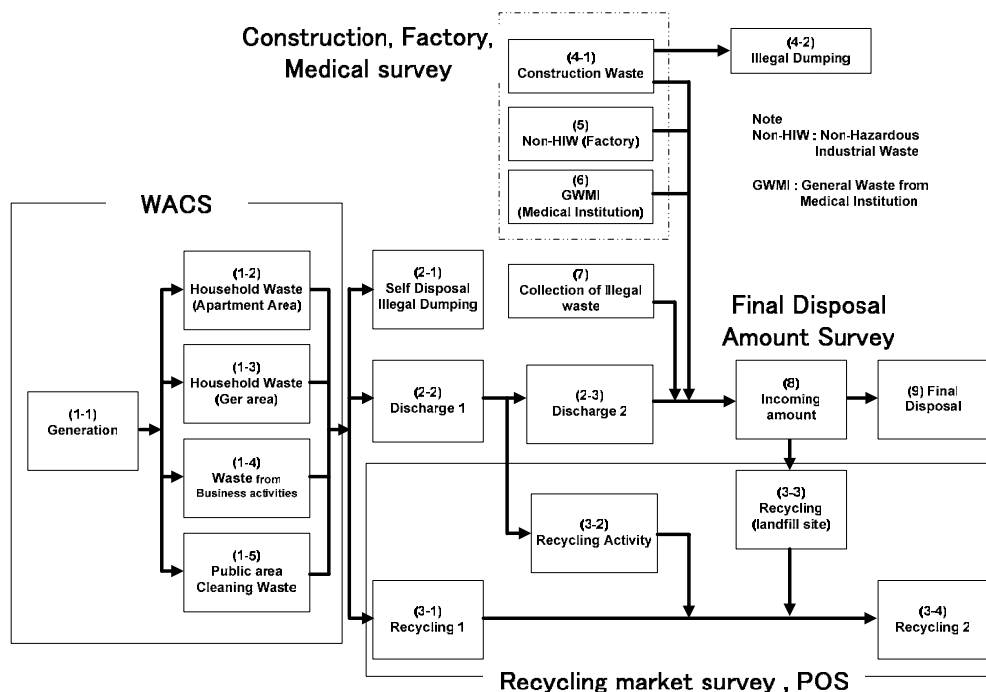 Construction, Factory,
Medical survey
(4-1)
Construction Waste
(4-2)
Illegal Dumping
(5)
Non-HIW (Factory)
(6)
GWMI
(Medical Institution)
Note
Non-HIW : Non-Hazardous
Industrial Waste
GWMI : General Waste from
Medical Institution
WACS
(1-1)
Generation
(1-2)
Household Waste
(Apartment Area)
(1-3)
Household Waste
(Ger area)
(1-4)
Waste from
Business activities
(1-5)
Public area
Cleaning Waste
(2-1)
Self Disposal
Illegal Dumping
(7)
Collection of Illegal
waste
Final Disposal
Amount Survey
(2-2)
Discharge 1
(2-3)
Discharge 2
(8)
Incoming
amount
(9) Final
Disposal
(3-2)
Recycling Activity
(3-3)
Recycling
(landfill site)
(3-1)
Recycling 1
(3-4)
Recycling 2
Recycling market survey , POS